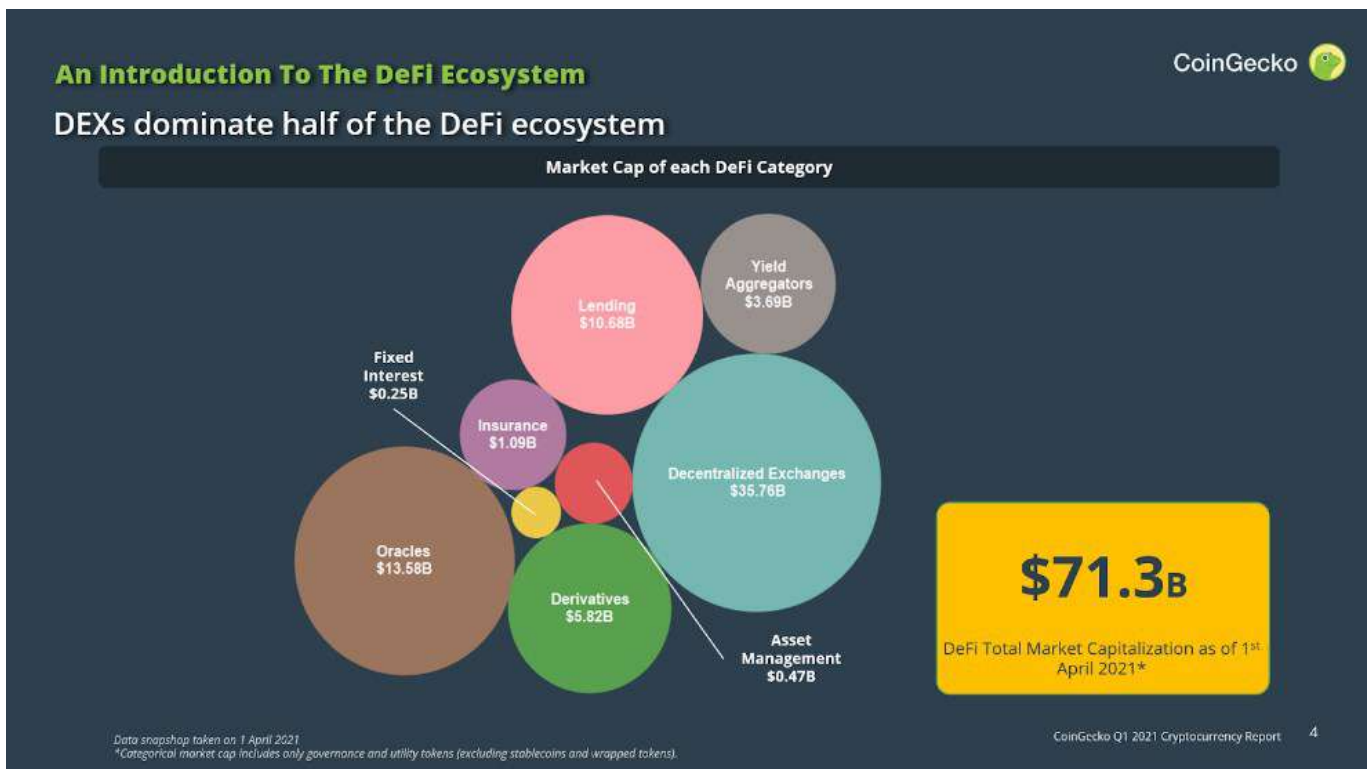 An Introduction To The DeFi Ecosystem
CoinGecko
DEXs dominate half of the DeFi ecosystem
Market Cap of each DeFi Category
Yield
Aggregators
$3.69B
Lending
$10.68B
Fixed
Interest
$0.25B
Insurance
$1.09B
Decentralized Exchanges
$35.76B
Oracles
$13.58B
Derivatives
$5.82B
Asset
Management
$0.47B
$71.3B
DeFi Total Market Capitalization as of 1st
April 2021*
Data snapshop taken on 1 April 2021
*Categorical market cap includes only governance and utility tokens (excluding stablecoins and wrapped tokens).
CoinGecko Q1 2021 Cryptocurrency Report
4